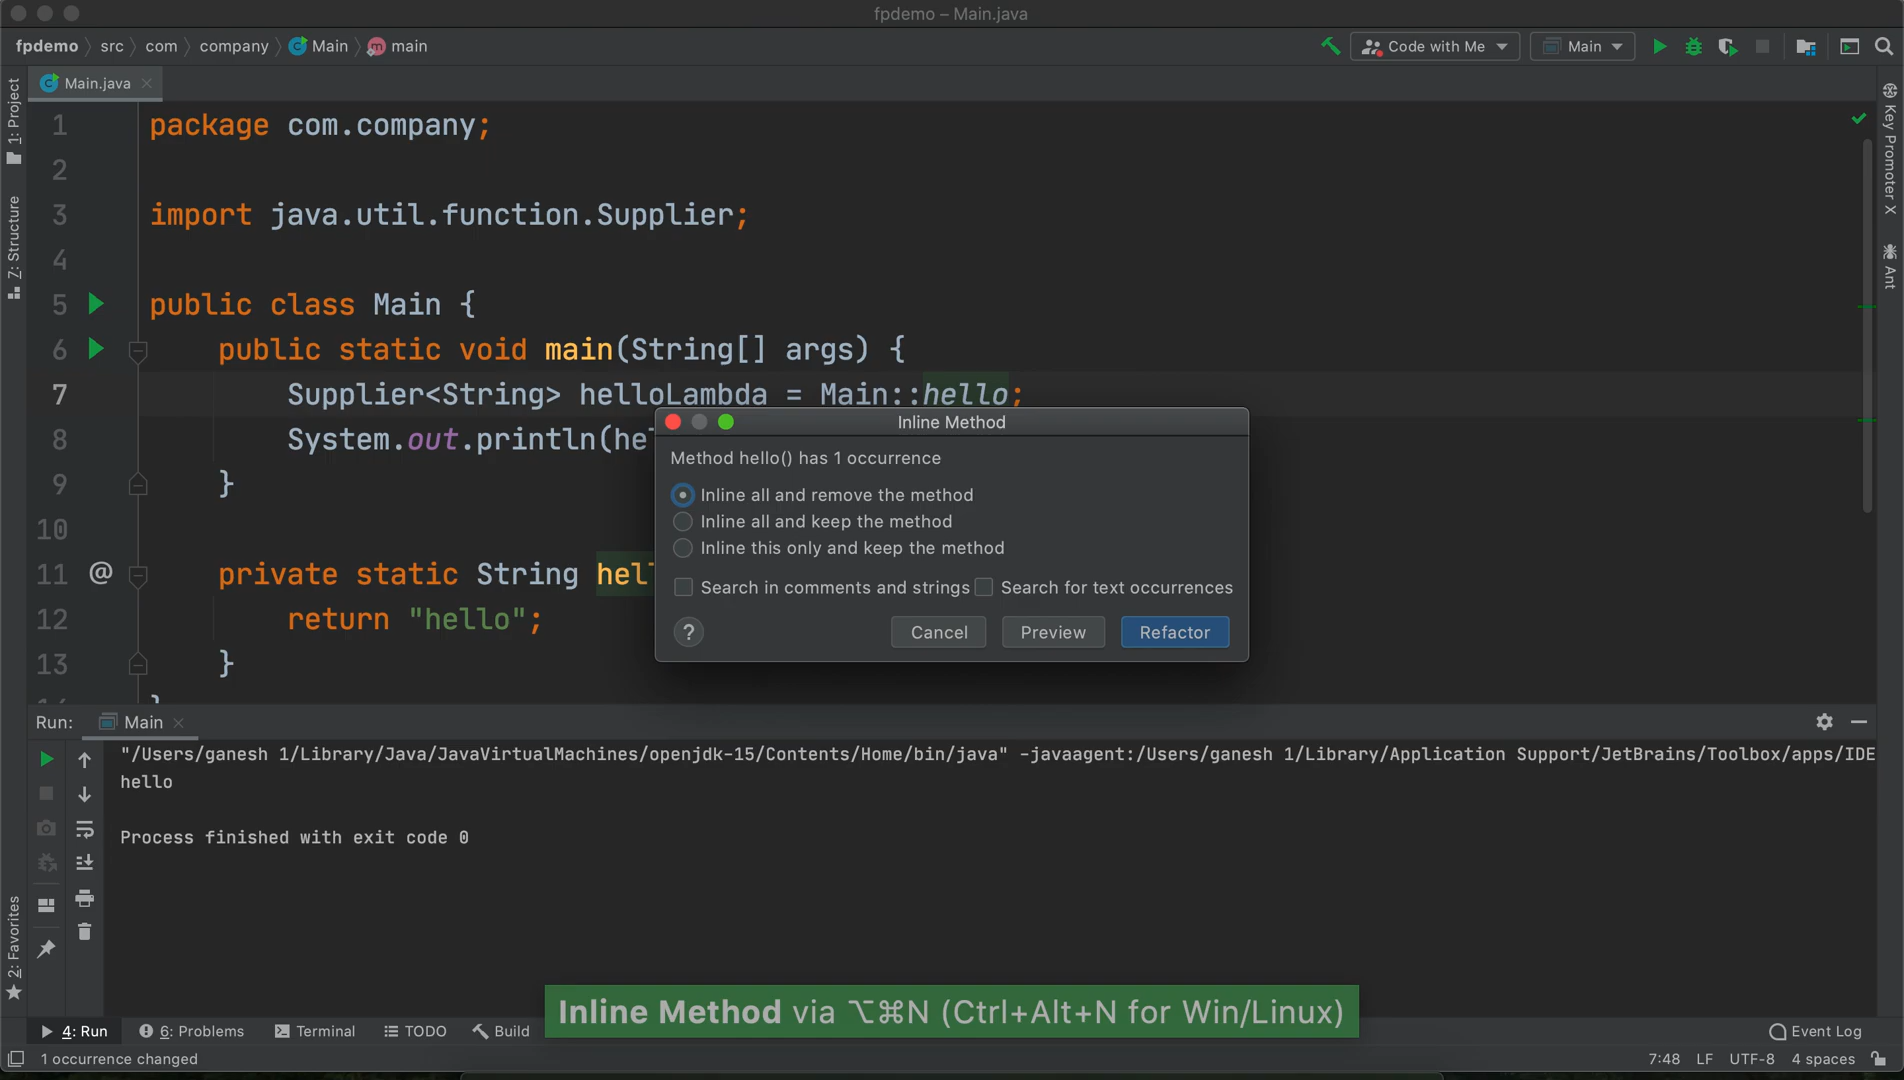 fpdemo – Main.java
fpdemo src com company Main main
Code with Me Main
Main.java
1: Project
7: Structure
2: Favorites
Key Promoter X
Ant
1 package com.company;
2
3 import java.util.function.Supplier;
4
5 public class Main {
6 public static void main(String[] args) {
7 Supplier<String> helloLambda = Main::hello;
8 System.out.println(he
9 }
10
11 @ private static String hel
12 return "hello";
13 }
Inline Method
Method hello() has 1 occurrence
Inline all and remove the method
Inline all and keep the method
Inline this only and keep the method
Search in comments and strings Search for text occurrences
? Cancel Preview Refactor
Run: Main
"/Users/ganesh 1/Library/Java/JavaVirtualMachines/openjdk-15/Contents/Home/bin/java" -javaagent:/Users/ganesh 1/Library/Application Support/JetBrains/Toolbox/apps/IDE
hello
Process finished with exit code 0
Inline Method via ⌥⌘N (Ctrl+Alt+N for Win/Linux)
4: Run 6: Problems Terminal TODO Build Event Log
1 occurrence changed 7:48 LF UTF-8 4 spaces